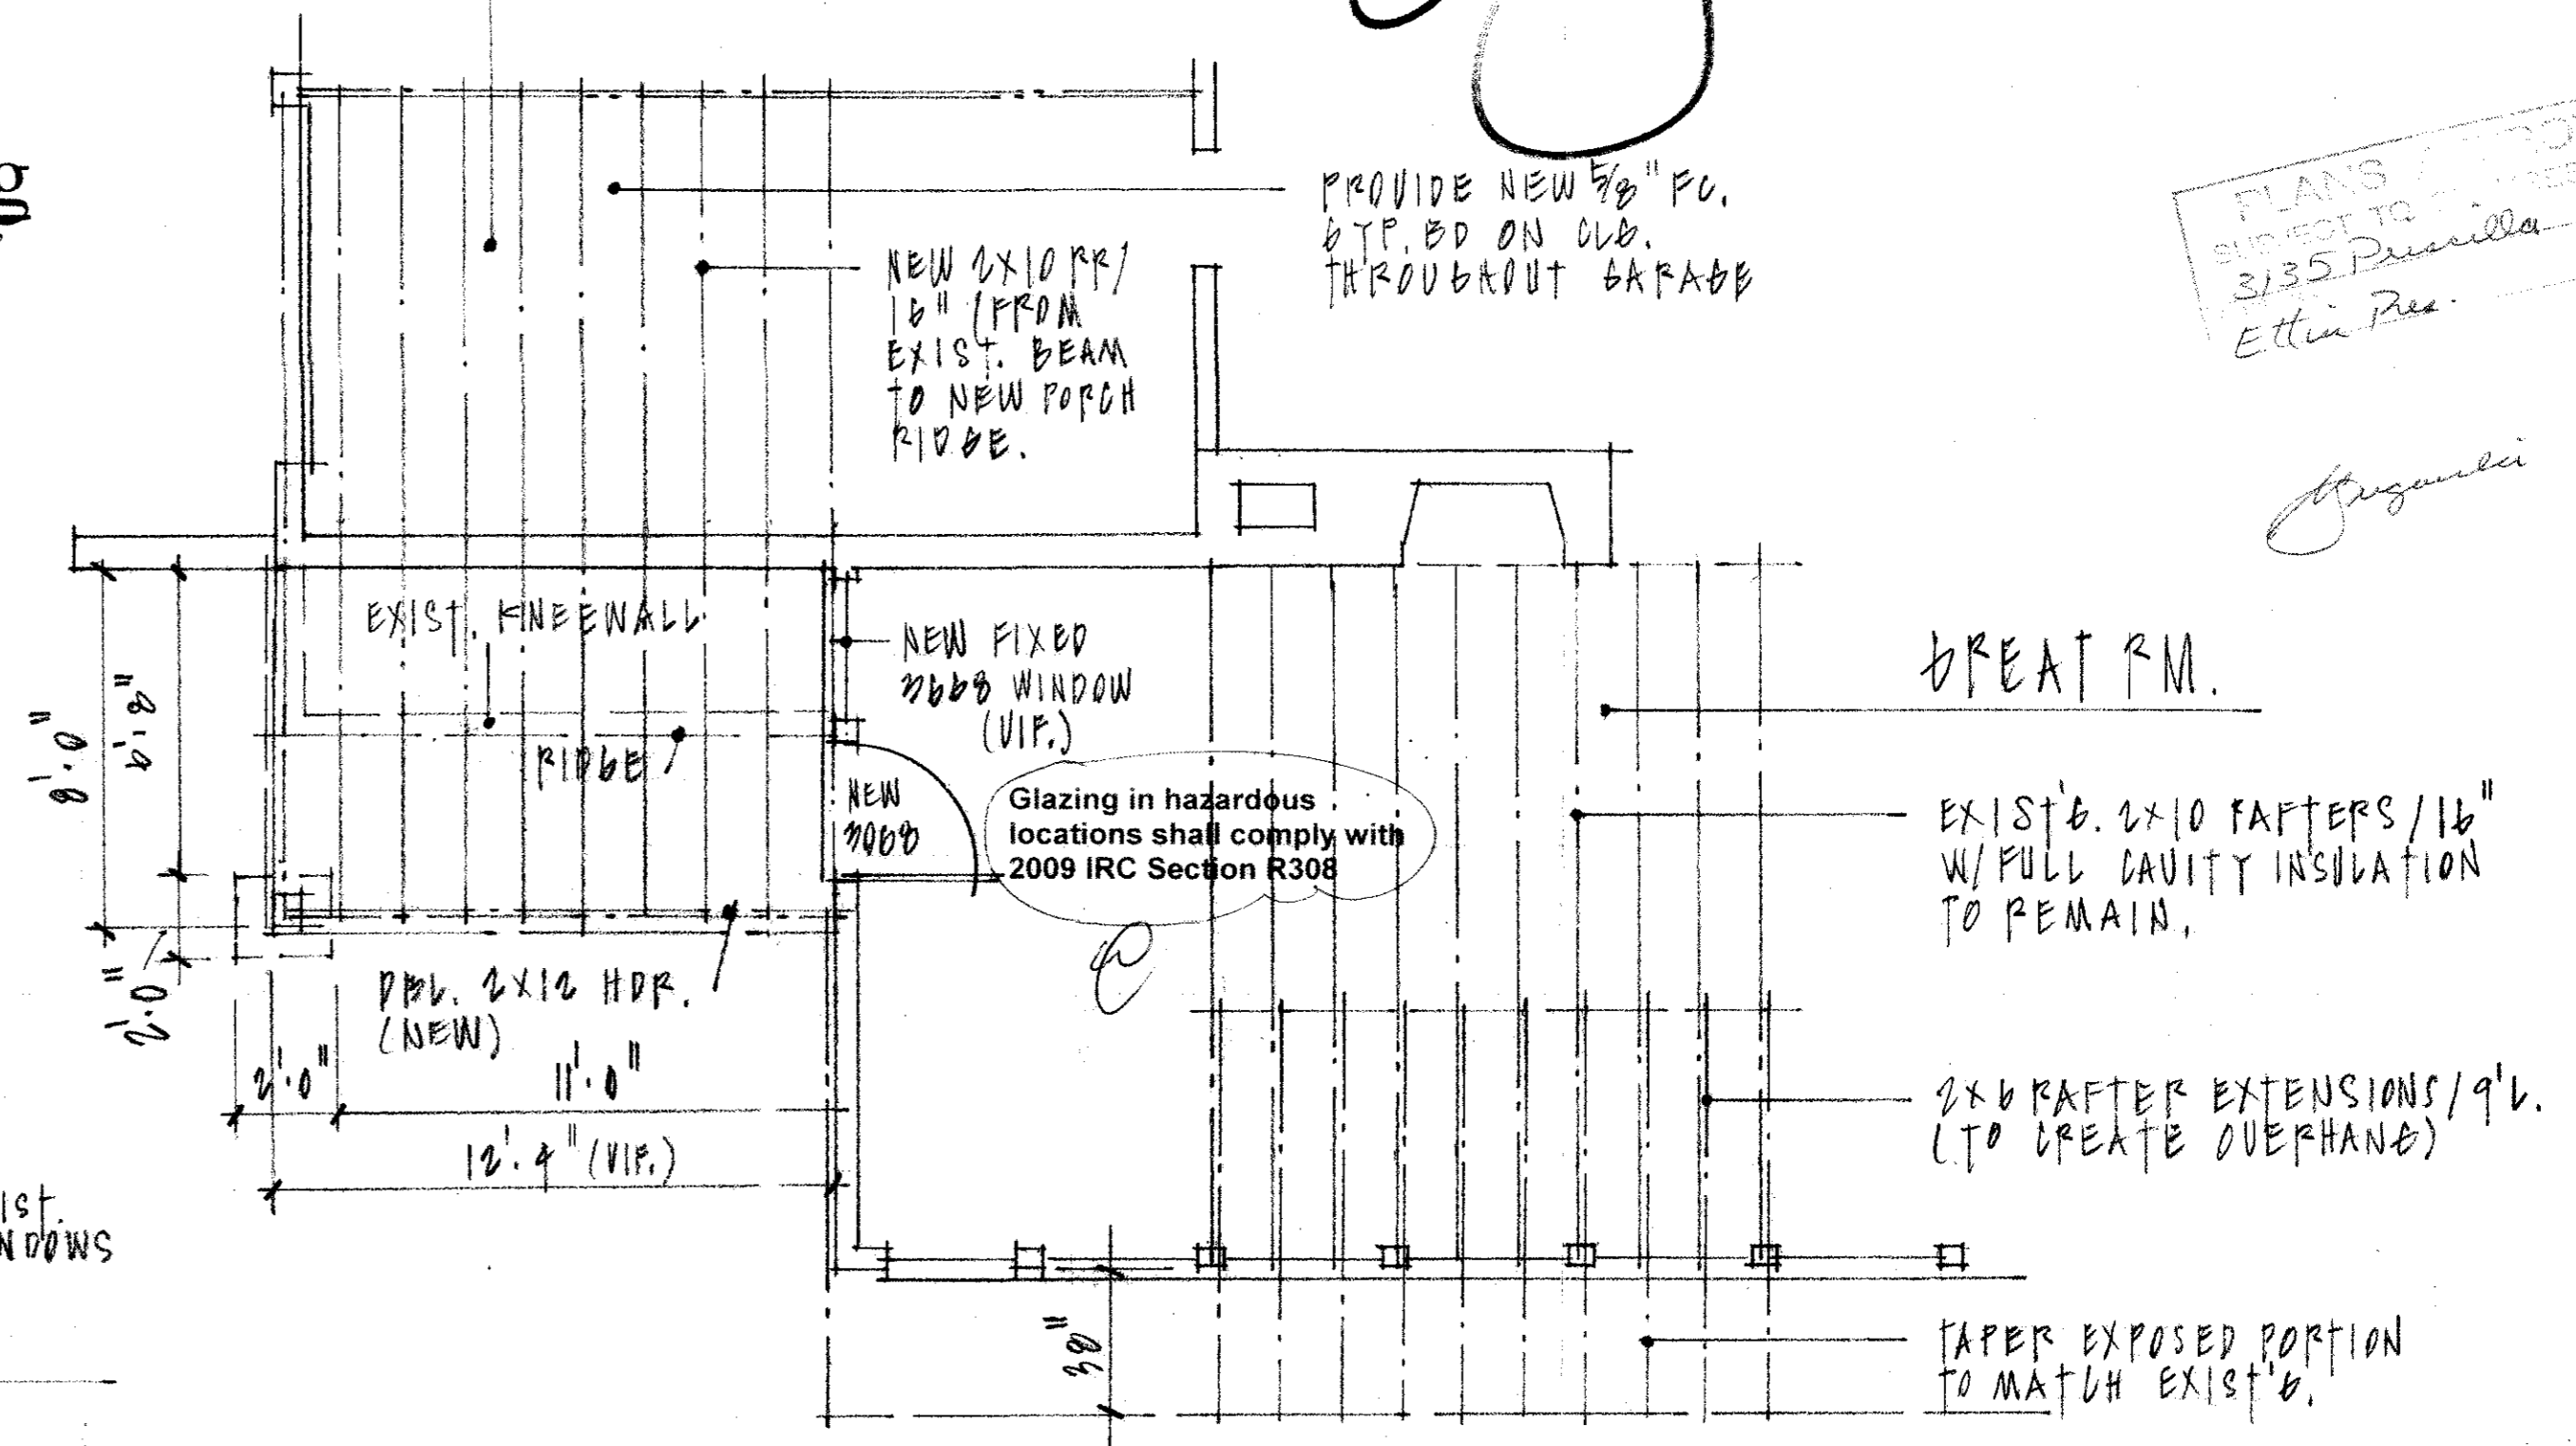 PROVIDE NEW 5/8" FC.
GYP. BD ON CLG.
THROUGHOUT GARAGE
NEW 2X10 RR/
16" (FROM
EXIST. BEAM
TO NEW PORCH
RIDGE.
PLANS
SUBJECT TO
3135 Priscilla
EXIST. KNEEWALL
RIDGE
NEW FIXED
3668 WINDOW
(VIF.)
NEW
3068
Glazing in hazardous
locations shall comply with
2009 IRC Section R308
GREAT RM.
EXIST'G. 2X10 RAFTERS/16"
W/ FULL CAVITY INSULATION
TO REMAIN.
8'.0"
6'.8"
2'.0"
DBL. 2X12 HDR.
(NEW)
2'.0"
11'.0"
12'.4" (VIF.)
2X6 RAFTER EXTENSIONS/9'L.
(TO CREATE OVERHANG)
38"
TAPER EXPOSED PORTION
TO MATCH EXIST'G.